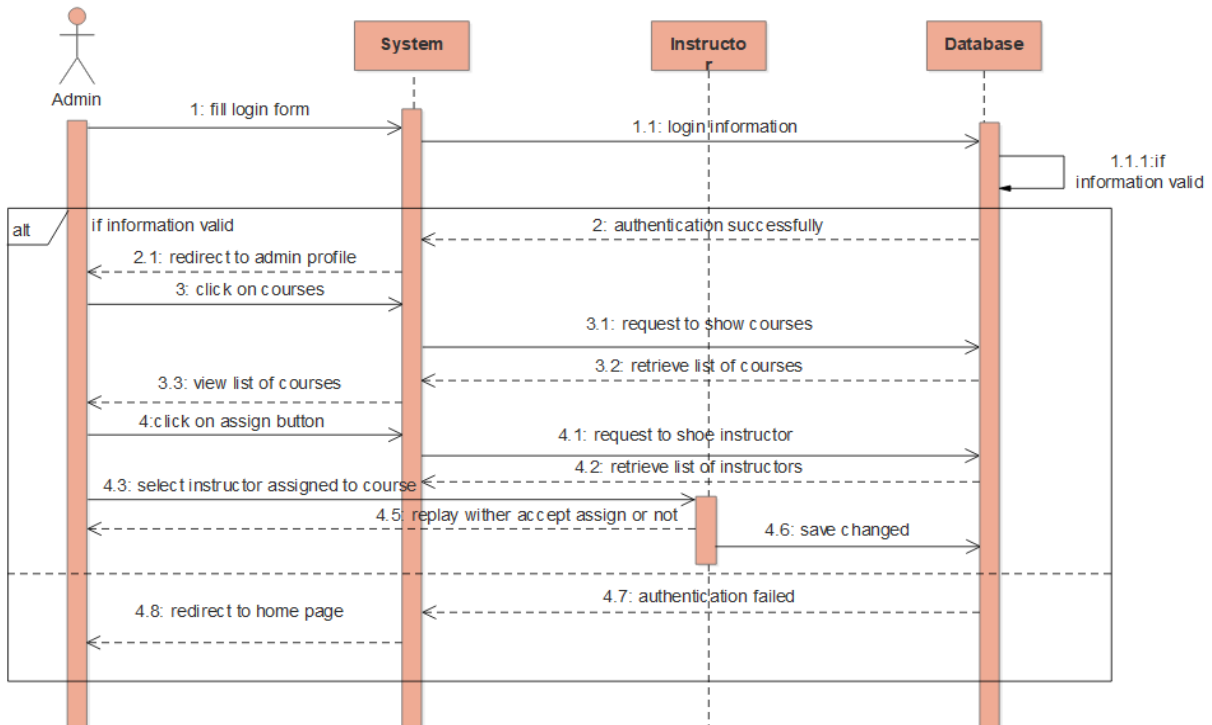 System
Instructo
r
Database
Admin
1: fill login form
1.1: login information
1.1.1:if
information valid
alt
if information valid
2: authentication successfully
2.1: redirect to admin profile
3: click on courses
3.1: request to show courses
3.2: retrieve list of courses
3.3: view list of courses
4:click on assign button
4.1: request to shoe instructor
4.2: retrieve list of instructors
4.3: select instructor assigned to course
4.5: replay wither accept assign or not
4.6: save changed
4.7: authentication failed
4.8: redirect to home page